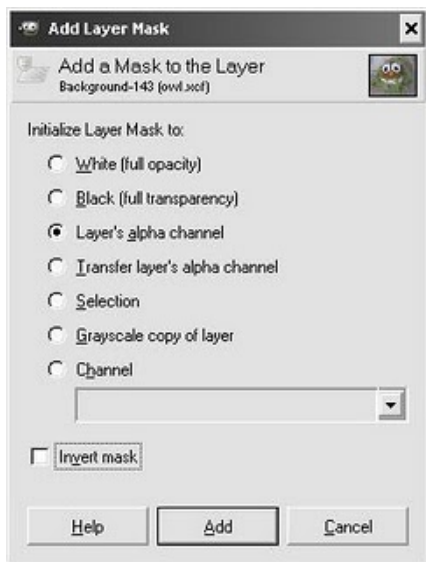 Add Layer Mask
Add a Mask to the Layer
Background-143 (owl.xcf)
Initialize Layer Mask to:
White (full opacity)
Black (full transparency)
Layer's alpha channel
Transfer layer's alpha channel
Selection
Grayscale copy of layer
Channel
Invert mask
Help Add Cancel